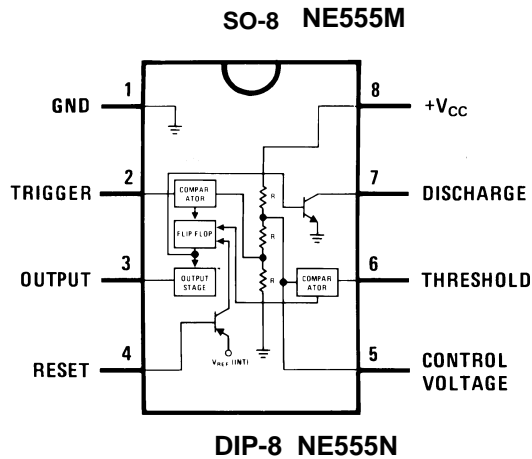 SO-8 NE555M
1
GND
8
+VCC
2
TRIGGER
COMPAR
ATOR
R
7
DISCHARGE
FLIP FLOP
R
3
OUTPUT
OUTPUT
STAGE
R
COMPAR
ATOR
6
THRESHOLD
4
RESET
VREF (INT)
5
CONTROL
VOLTAGE
DIP-8 NE555N